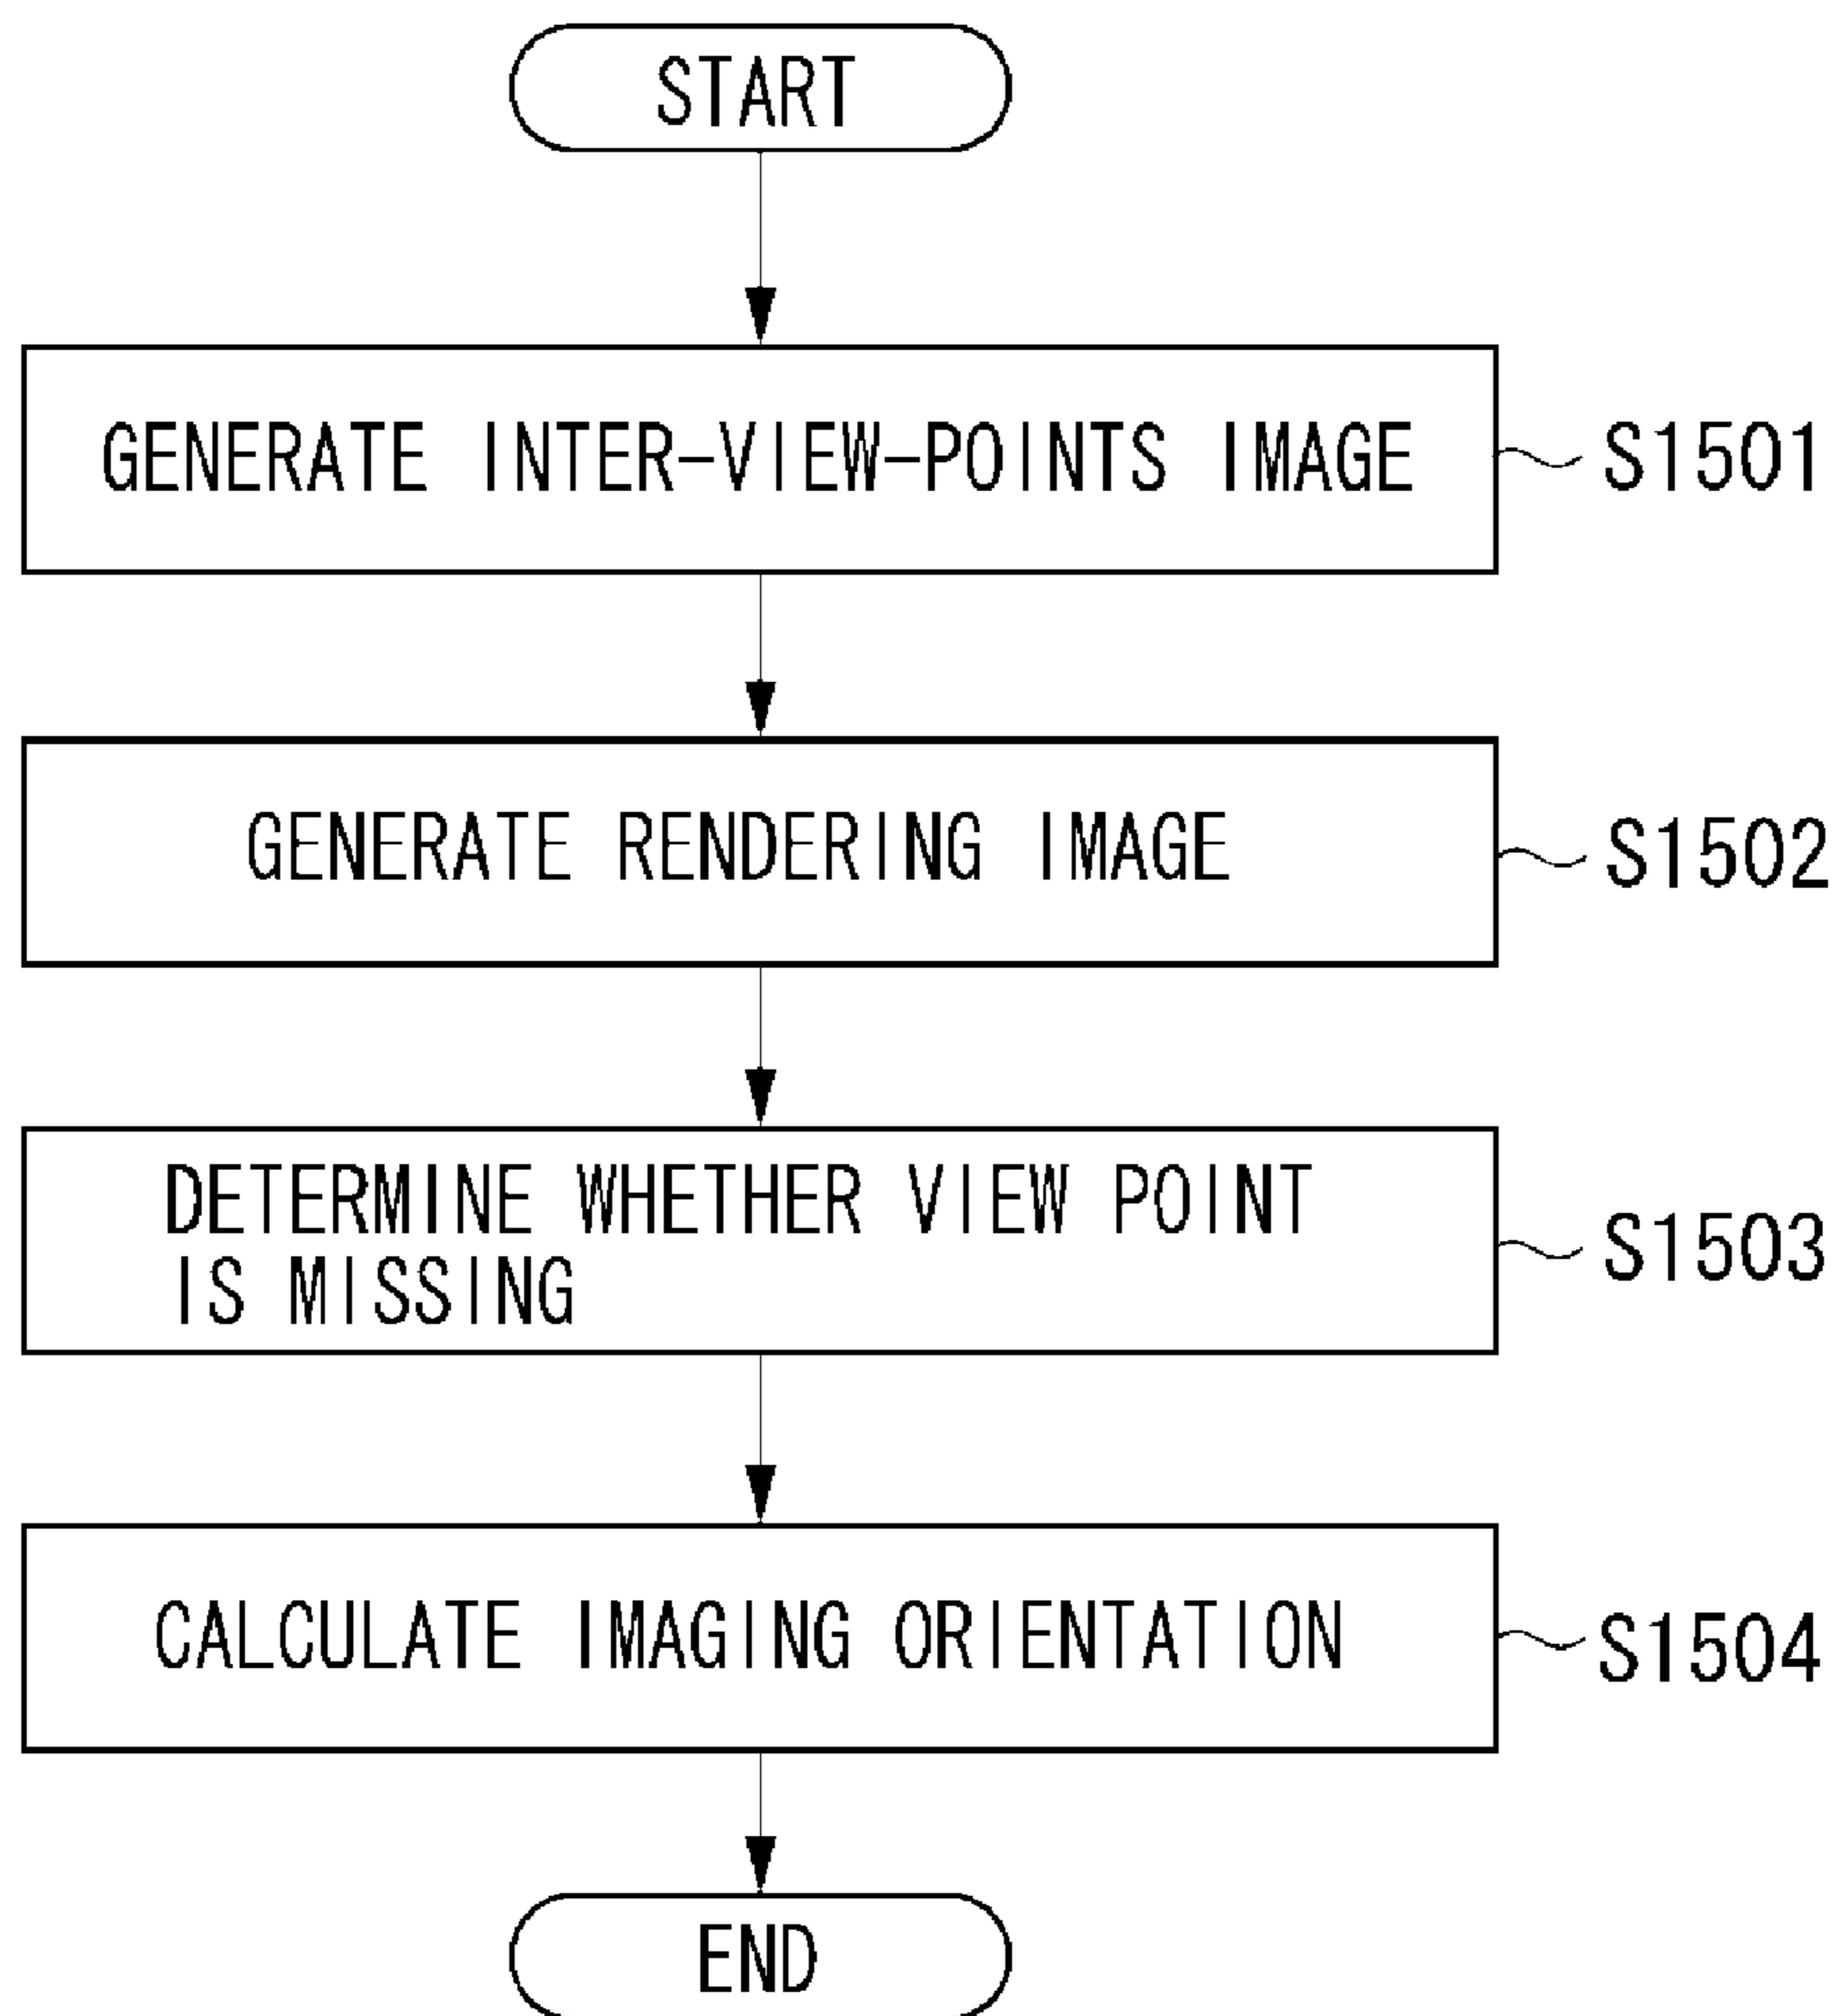 START
GENERATE INTER-VIEW-POINTS IMAGE
S1501
GENERATE RENDERING IMAGE
S1502
DETERMINE WHETHER VIEW POINT
IS MISSING
S1503
CALCULATE IMAGING ORIENTATION
S1504
END